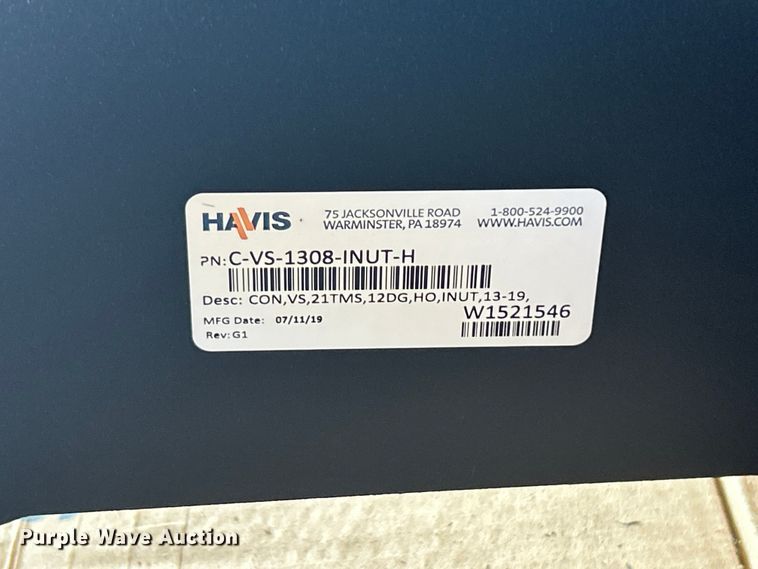 HAVIS
75 JACKSONVILLE ROAD
WARMINSTER, PA 18974
1-800-524-9900
WWW.HAVIS.COM
PN: C-VS-1308-INUT-H
Desc: CON,VS,21TMS,12DG,HO,INUT,13-19,
W1521546
MFG Date: 07/11/19
Rev: G1
Purple Wave Auction